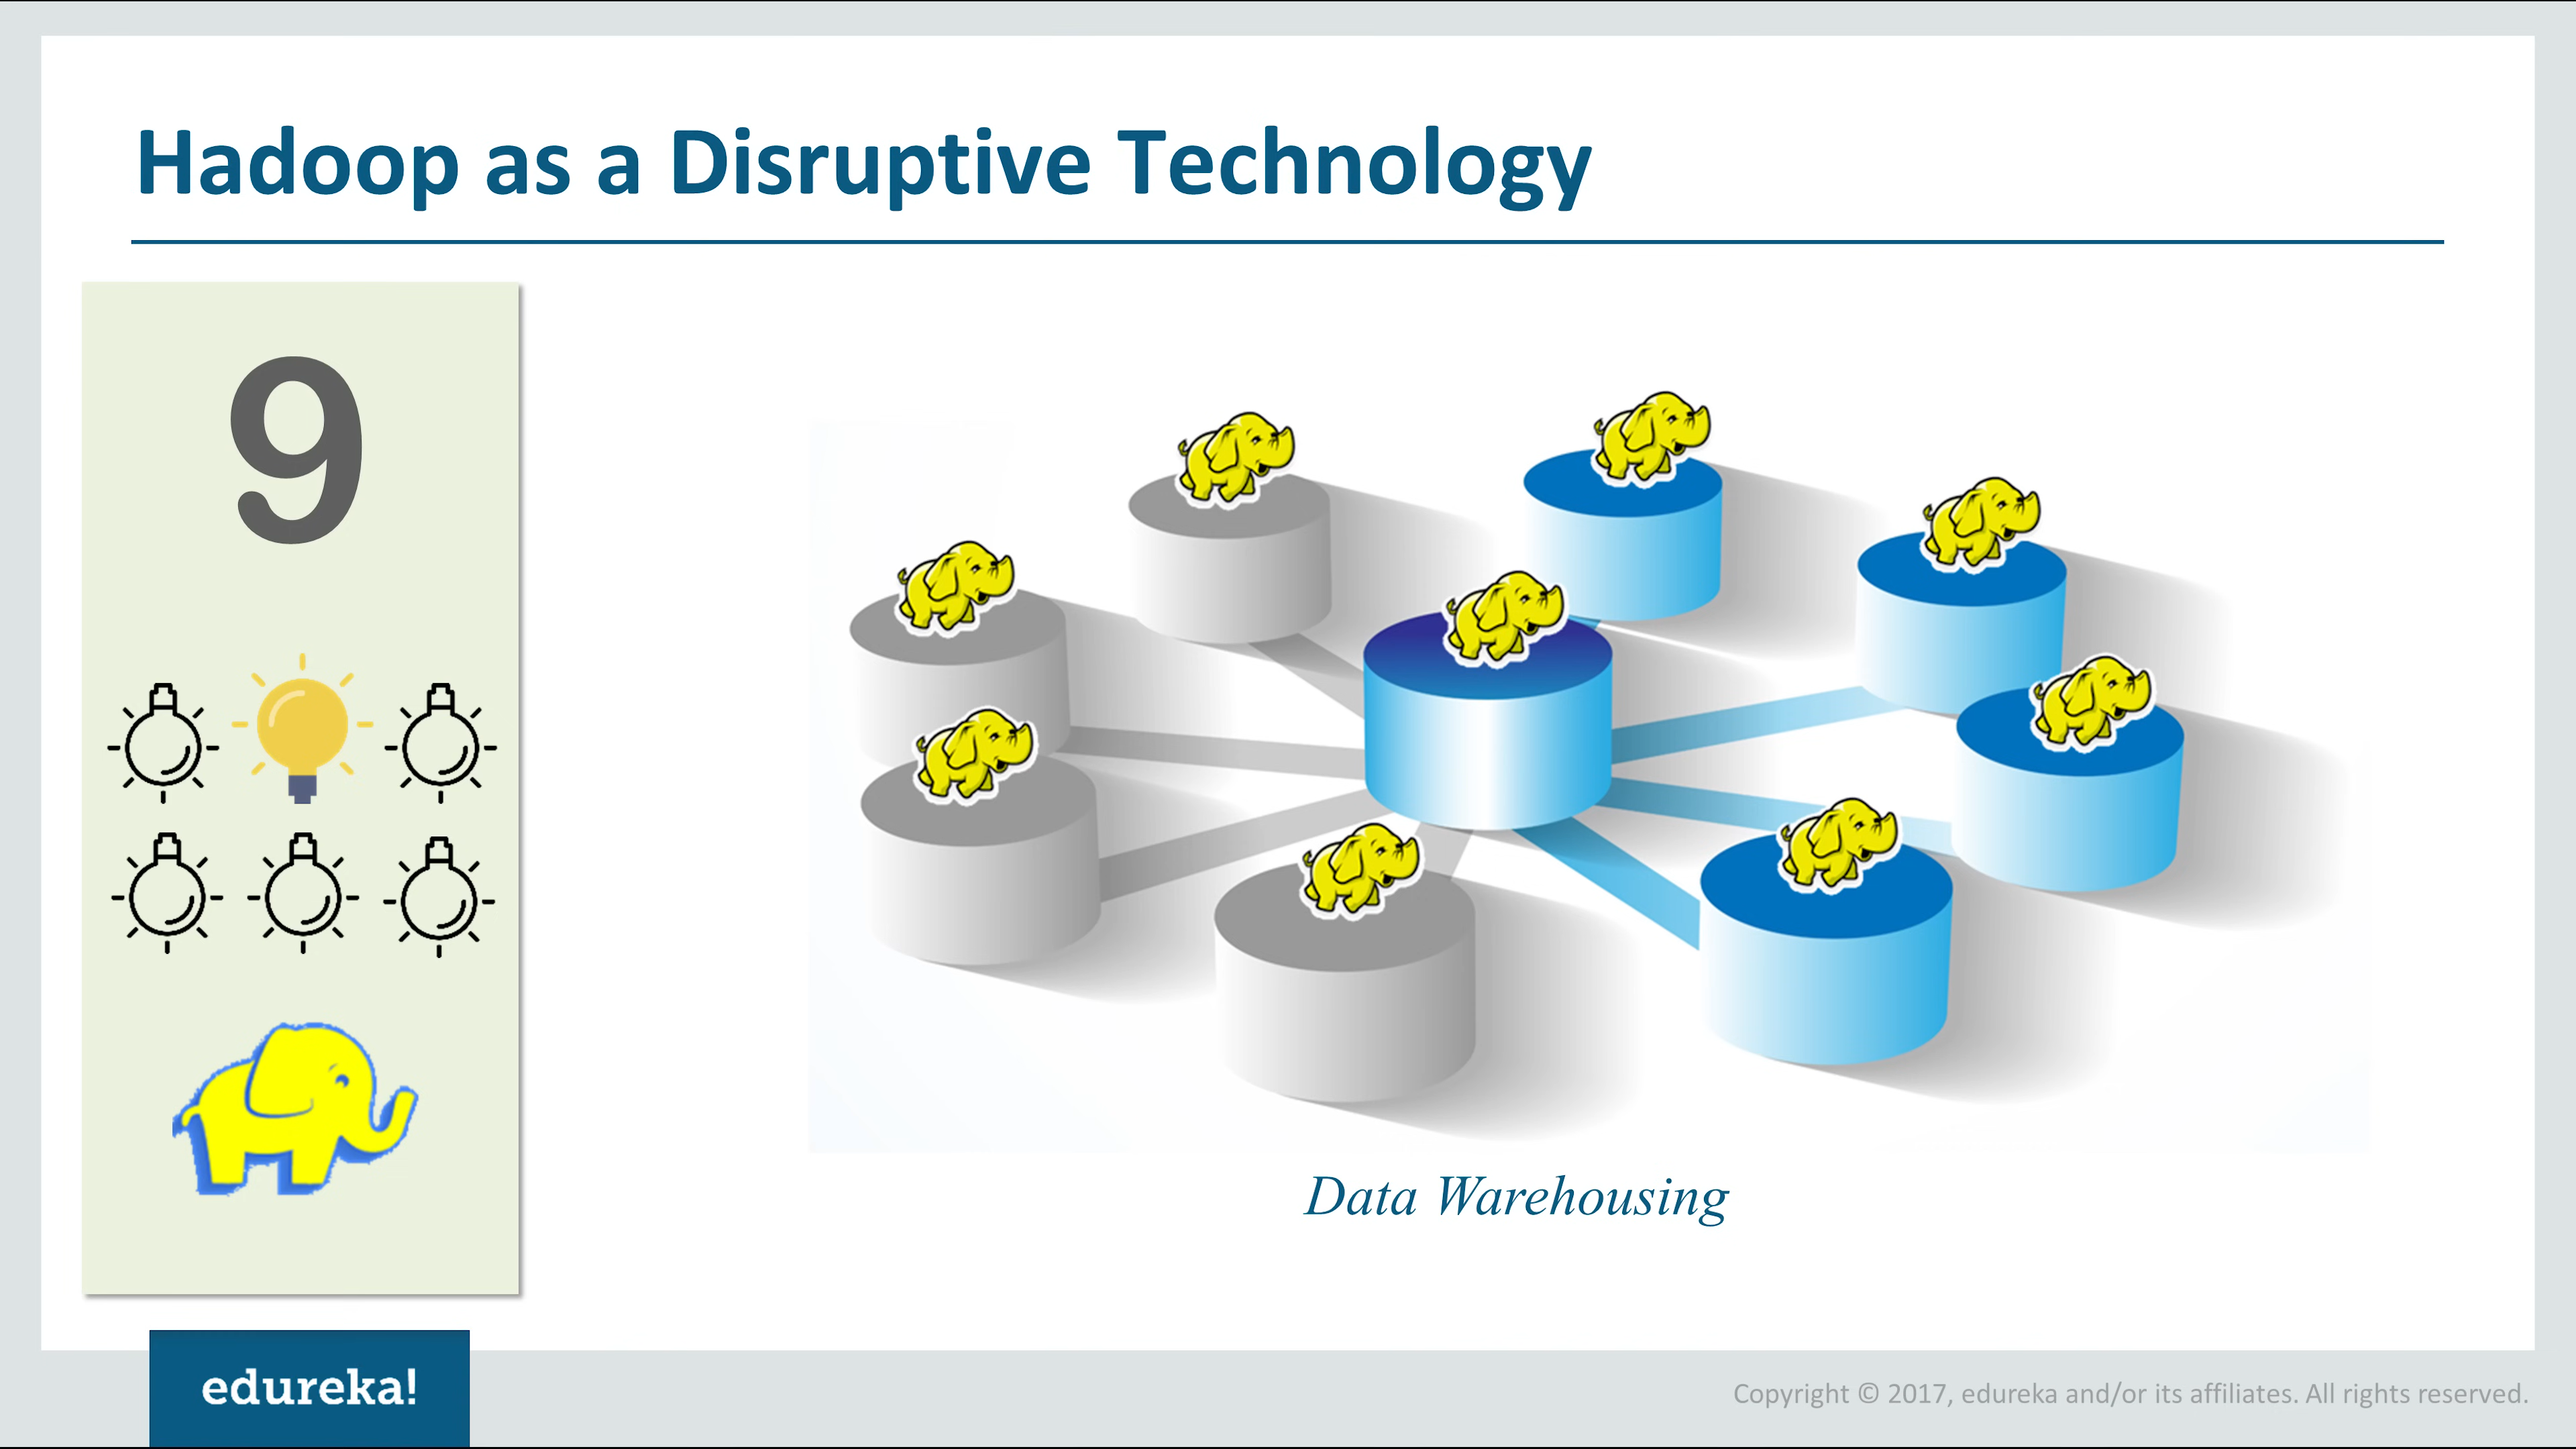 Hadoop as a Disruptive Technology
9
Data Warehousing
edureka!
Copyright © 2017, edureka and/or its affiliates. All rights reserved.